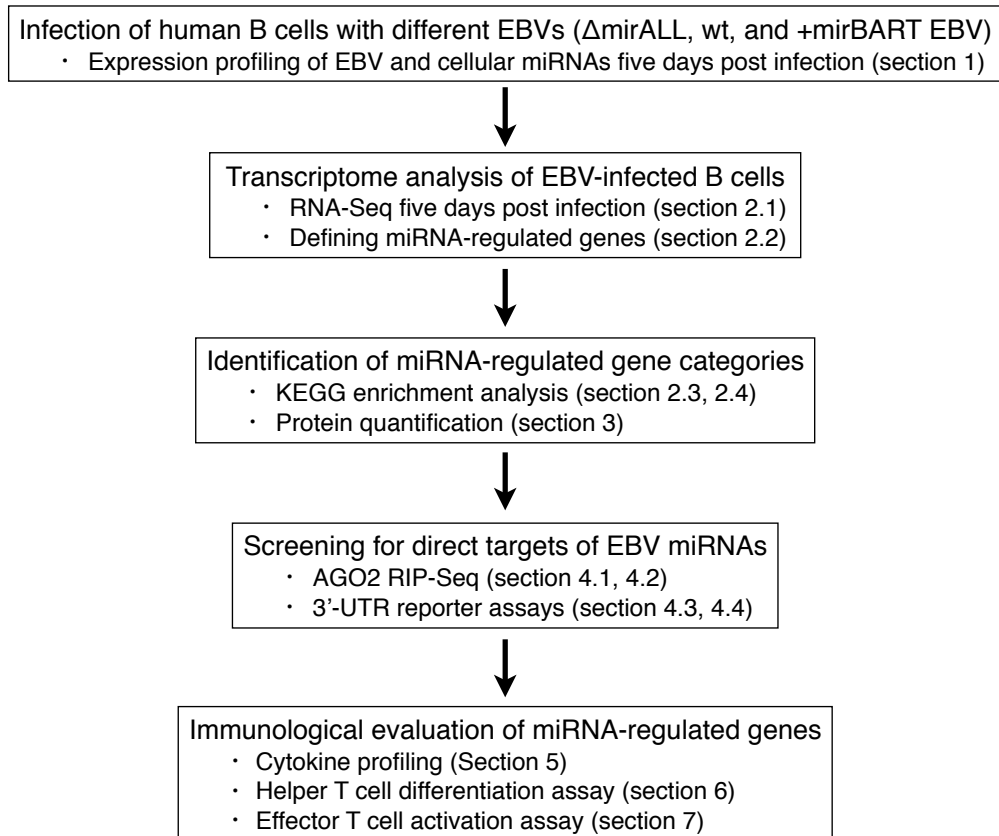 Infection of human B cells with different EBVs (ΔmirALL, wt, and +mirBART EBV)
· Expression profiling of EBV and cellular miRNAs five days post infection (section 1)
Transcriptome analysis of EBV-infected B cells
· RNA-Seq five days post infection (section 2.1)
· Defining miRNA-regulated genes (section 2.2)
Identification of miRNA-regulated gene categories
· KEGG enrichment analysis (section 2.3, 2.4)
· Protein quantification (section 3)
Screening for direct targets of EBV miRNAs
· AGO2 RIP-Seq (section 4.1, 4.2)
· 3’-UTR reporter assays (section 4.3, 4.4)
Immunological evaluation of miRNA-regulated genes
· Cytokine profiling (Section 5)
· Helper T cell differentiation assay (section 6)
· Effector T cell activation assay (section 7)